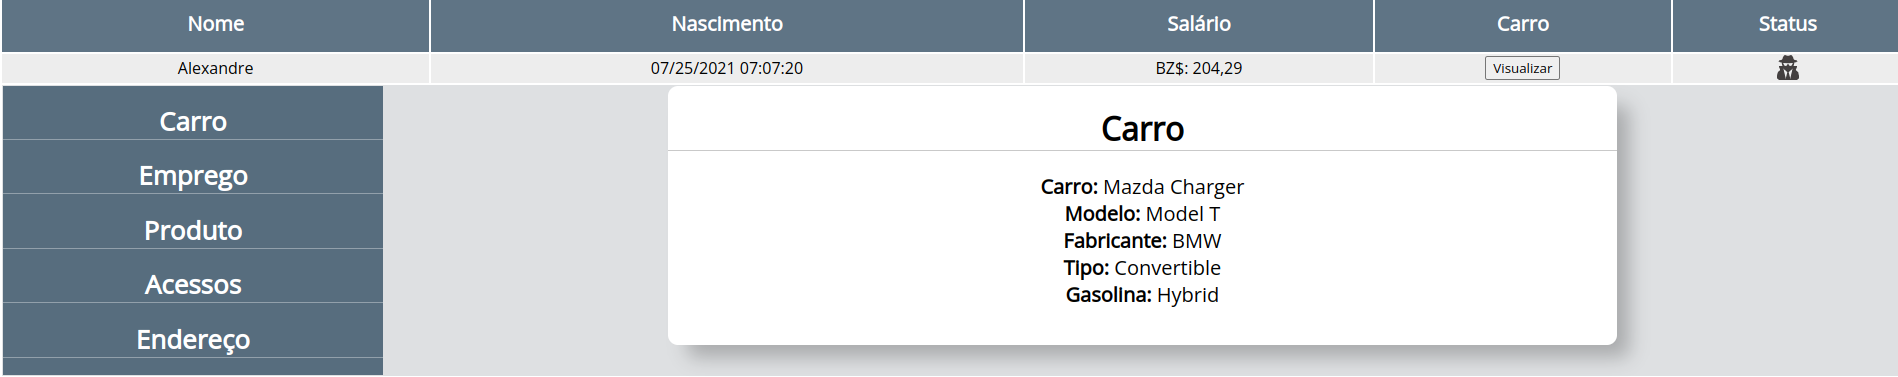 Nome Nascimento Salário Carro Status
Alexandre 07/25/2021 07:07:20 BZ$: 204,29 Visualizar
Carro
Emprego
Produto
Acessos
Endereço
Carro
Carro: Mazda Charger
Modelo: Model T
Fabricante: BMW
Tipo: Convertible
Gasolina: Hybrid